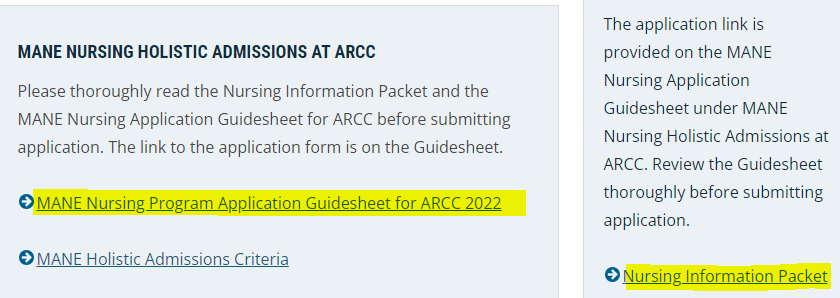 MANE NURSING HOLISTIC ADMISSIONS AT ARCC
Please thoroughly read the Nursing Information Packet and the
MANE Nursing Application Guidesheet for ARCC before submitting
application. The link to the application form is on the Guidesheet.
MANE Nursing Program Application Guidesheet for ARCC 2022
MANE Holistic Admissions Criteria
The application link is
provided on the MANE
Nursing Application
Guidesheet under MANE
Nursing Holistic Admissions at
ARCC. Review the Guidesheet
thoroughly before submitting
application.
Nursing Information Packet